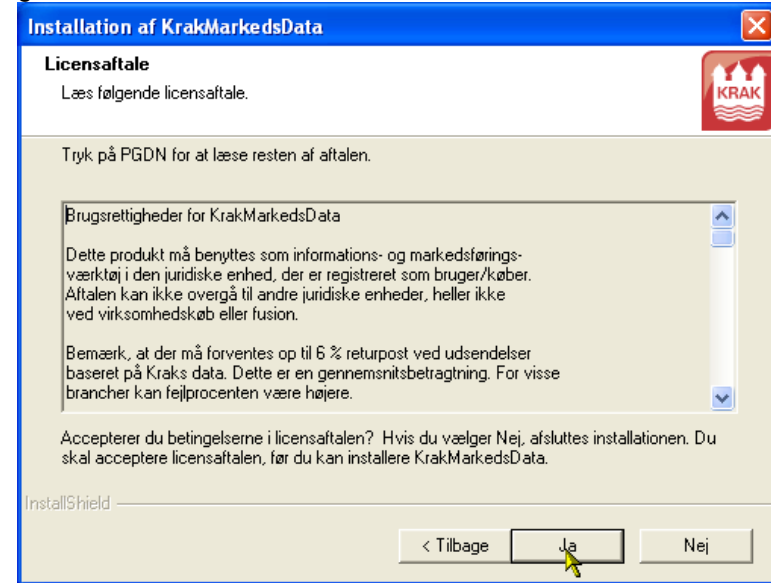 Installation af KrakMarkedsData
Licensaftale
Læs følgende licensaftale.
KRAK
Tryk på PGDN for at læse resten af aftalen.
Brugsrettigheder for KrakMarkedsData
Dette produkt må benyttes som informations- og markedsførings-
værktøj i den juridiske enhed, der er registreret som bruger/køber.
Aftalen kan ikke overgå til andre juridiske enheder, heller ikke
ved virksomhedskøb eller fusion.
Bemærk, at der må forventes op til 6 % returpost ved udsendelser
baseret på Kraks data. Dette er en gennemsnitsbetragtning. For visse
brancher kan fejlprocenten være højere.
Accepterer du betingelserne i licensaftalen? Hvis du vælger Nej, afsluttes installationen. Du
skal acceptere licensaftalen, før du kan installere KrakMarkedsData.
InstallShield
< Tilbage Ja Nej